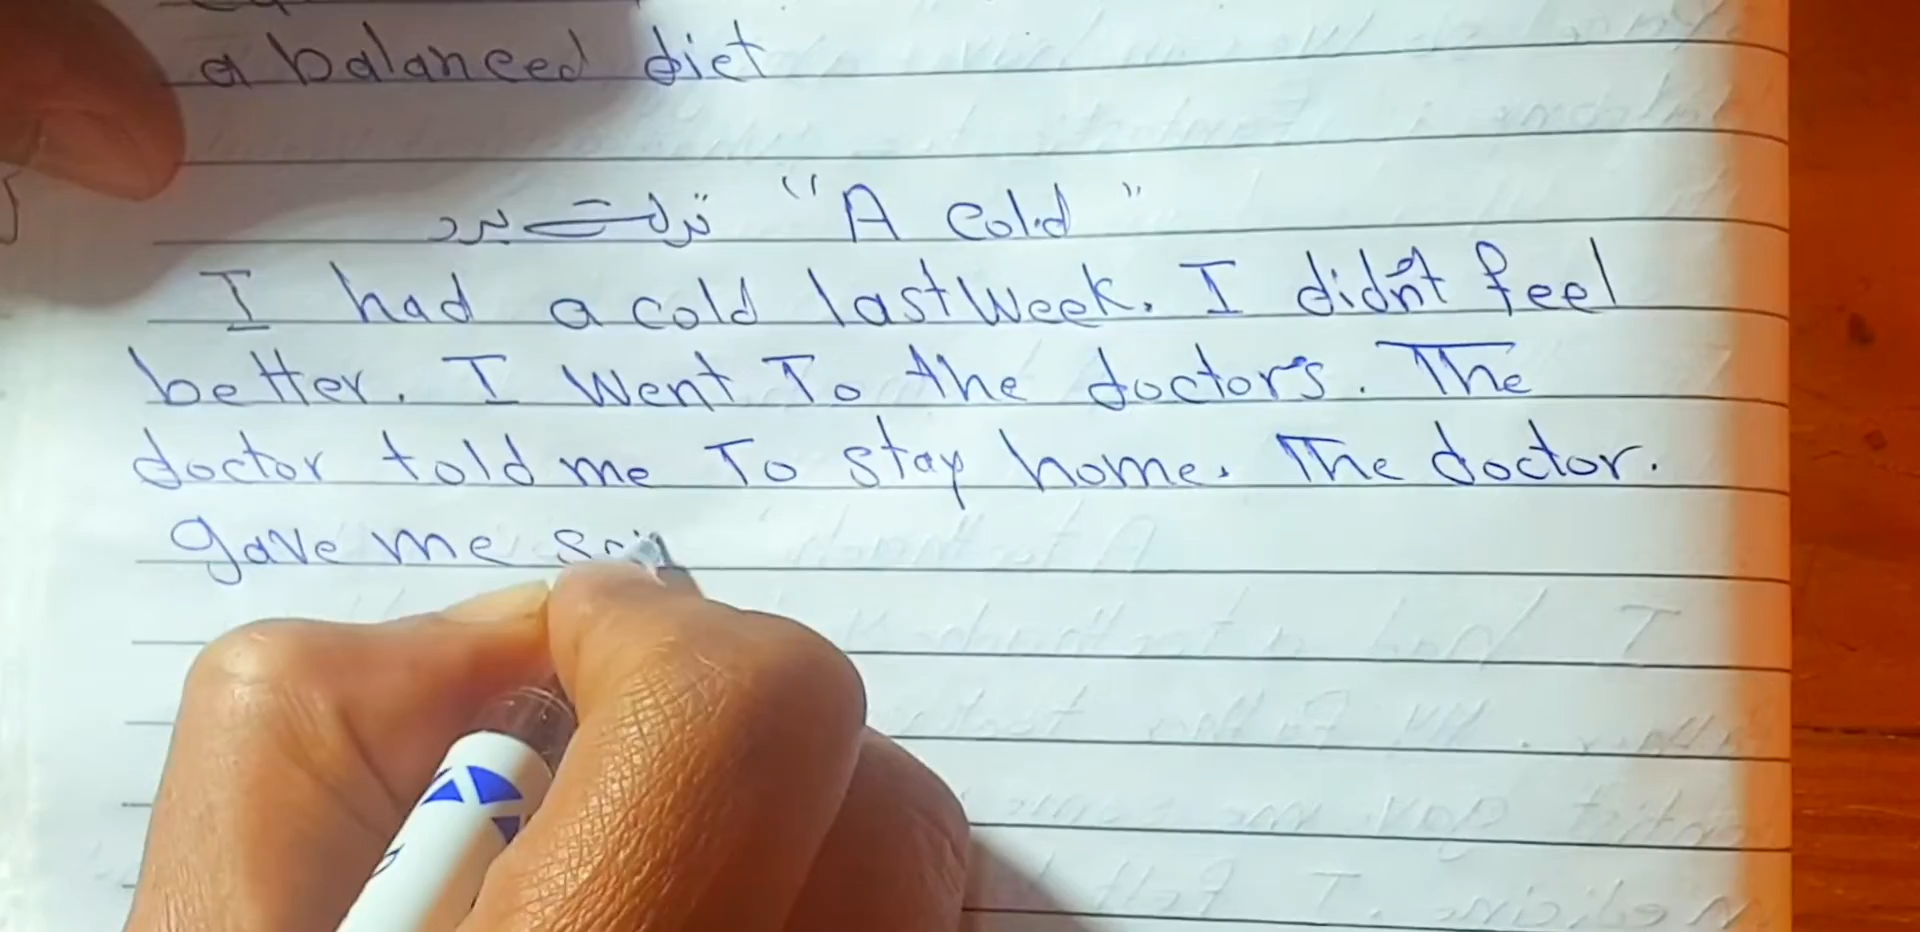 a balanced diet
نزلت برد "A Cold"
I had a cold last week. I didn't feel
better. I Went To the doctor's. The
doctor told me To stay home. The doctor.
gave me